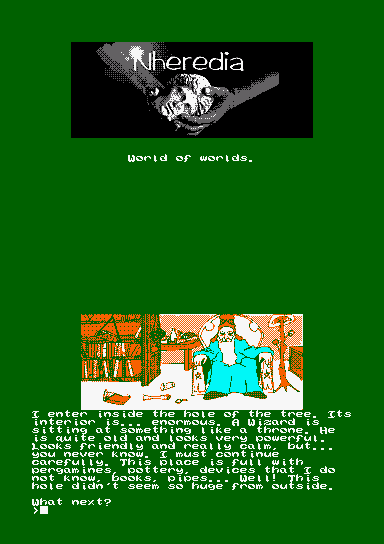 Nheredia
World of worlds.
I enter inside the hole of the tree. Its
interior is... enormous. A Wizard is
sitting at something like a throne. He
is quite old and looks very powerful.
Looks friendly and really calm, but...
you never know. I must continue
carefully. This place is full with
pergamines, pottery, devices that I do
not know, books, pipes... Well! This
hole didn't seem so huge from outside.
What next?
>